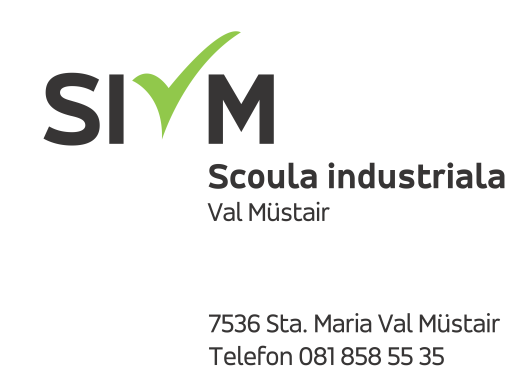 SIVM
Scoula industriala
Val Müstair
7536 Sta. Maria Val Müstair
Telefon 081 858 55 35